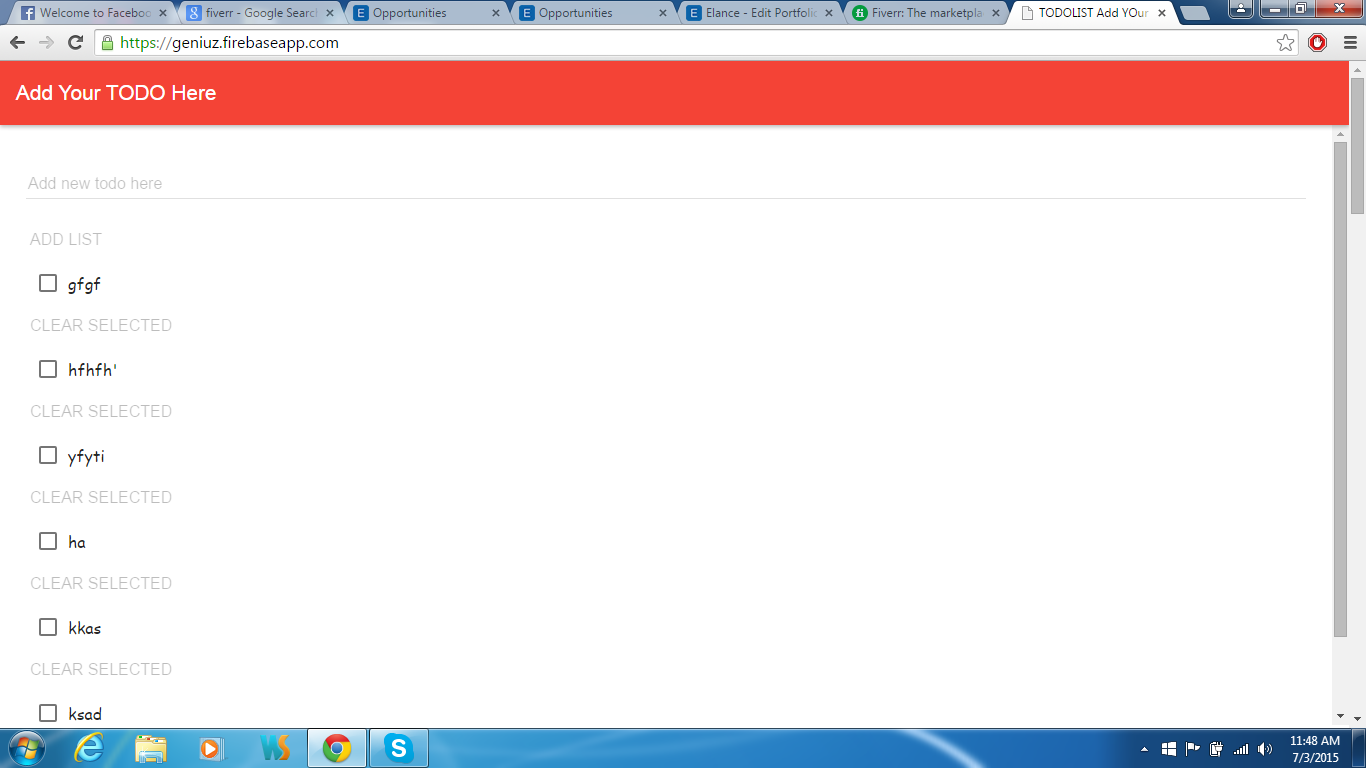 Welcome to Faceboo
fiverr - Google Searc
Opportunities
Opportunities
Elance - Edit Portfolio
Fiverr: The marketpla
TODOLIST Add YOur
https://geniuz.firebaseapp.com
Add Your TODO Here
Add new todo here
ADD LIST
gfgf
CLEAR SELECTED
hfhfh'
CLEAR SELECTED
yfyti
CLEAR SELECTED
ha
CLEAR SELECTED
kkas
CLEAR SELECTED
ksad
11:48 AM
7/3/2015